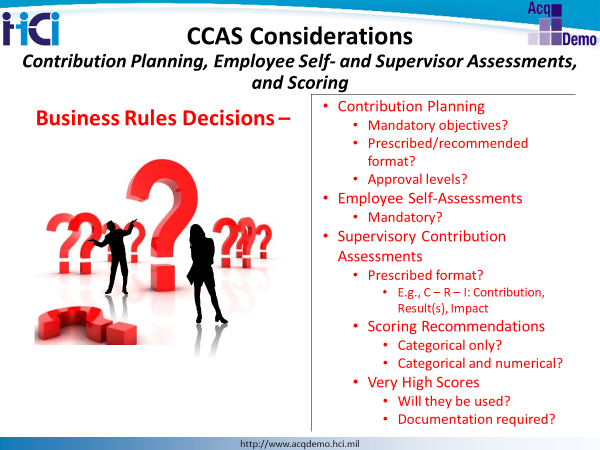 HCi
Acq
Demo
CCAS Considerations
Contribution Planning, Employee Self- and Supervisor Assessments,
and Scoring
Business Rules Decisions –
• Contribution Planning
• Mandatory objectives?
• Prescribed/recommended
format?
• Approval levels?
• Employee Self-Assessments
• Mandatory?
• Supervisory Contribution
Assessments
• Prescribed format?
• E.g., C – R – I: Contribution,
Result(s), Impact
• Scoring Recommendations
• Categorical only?
• Categorical and numerical?
• Very High Scores
• Will they be used?
• Documentation required?
http://www.acqdemo.hci.mil